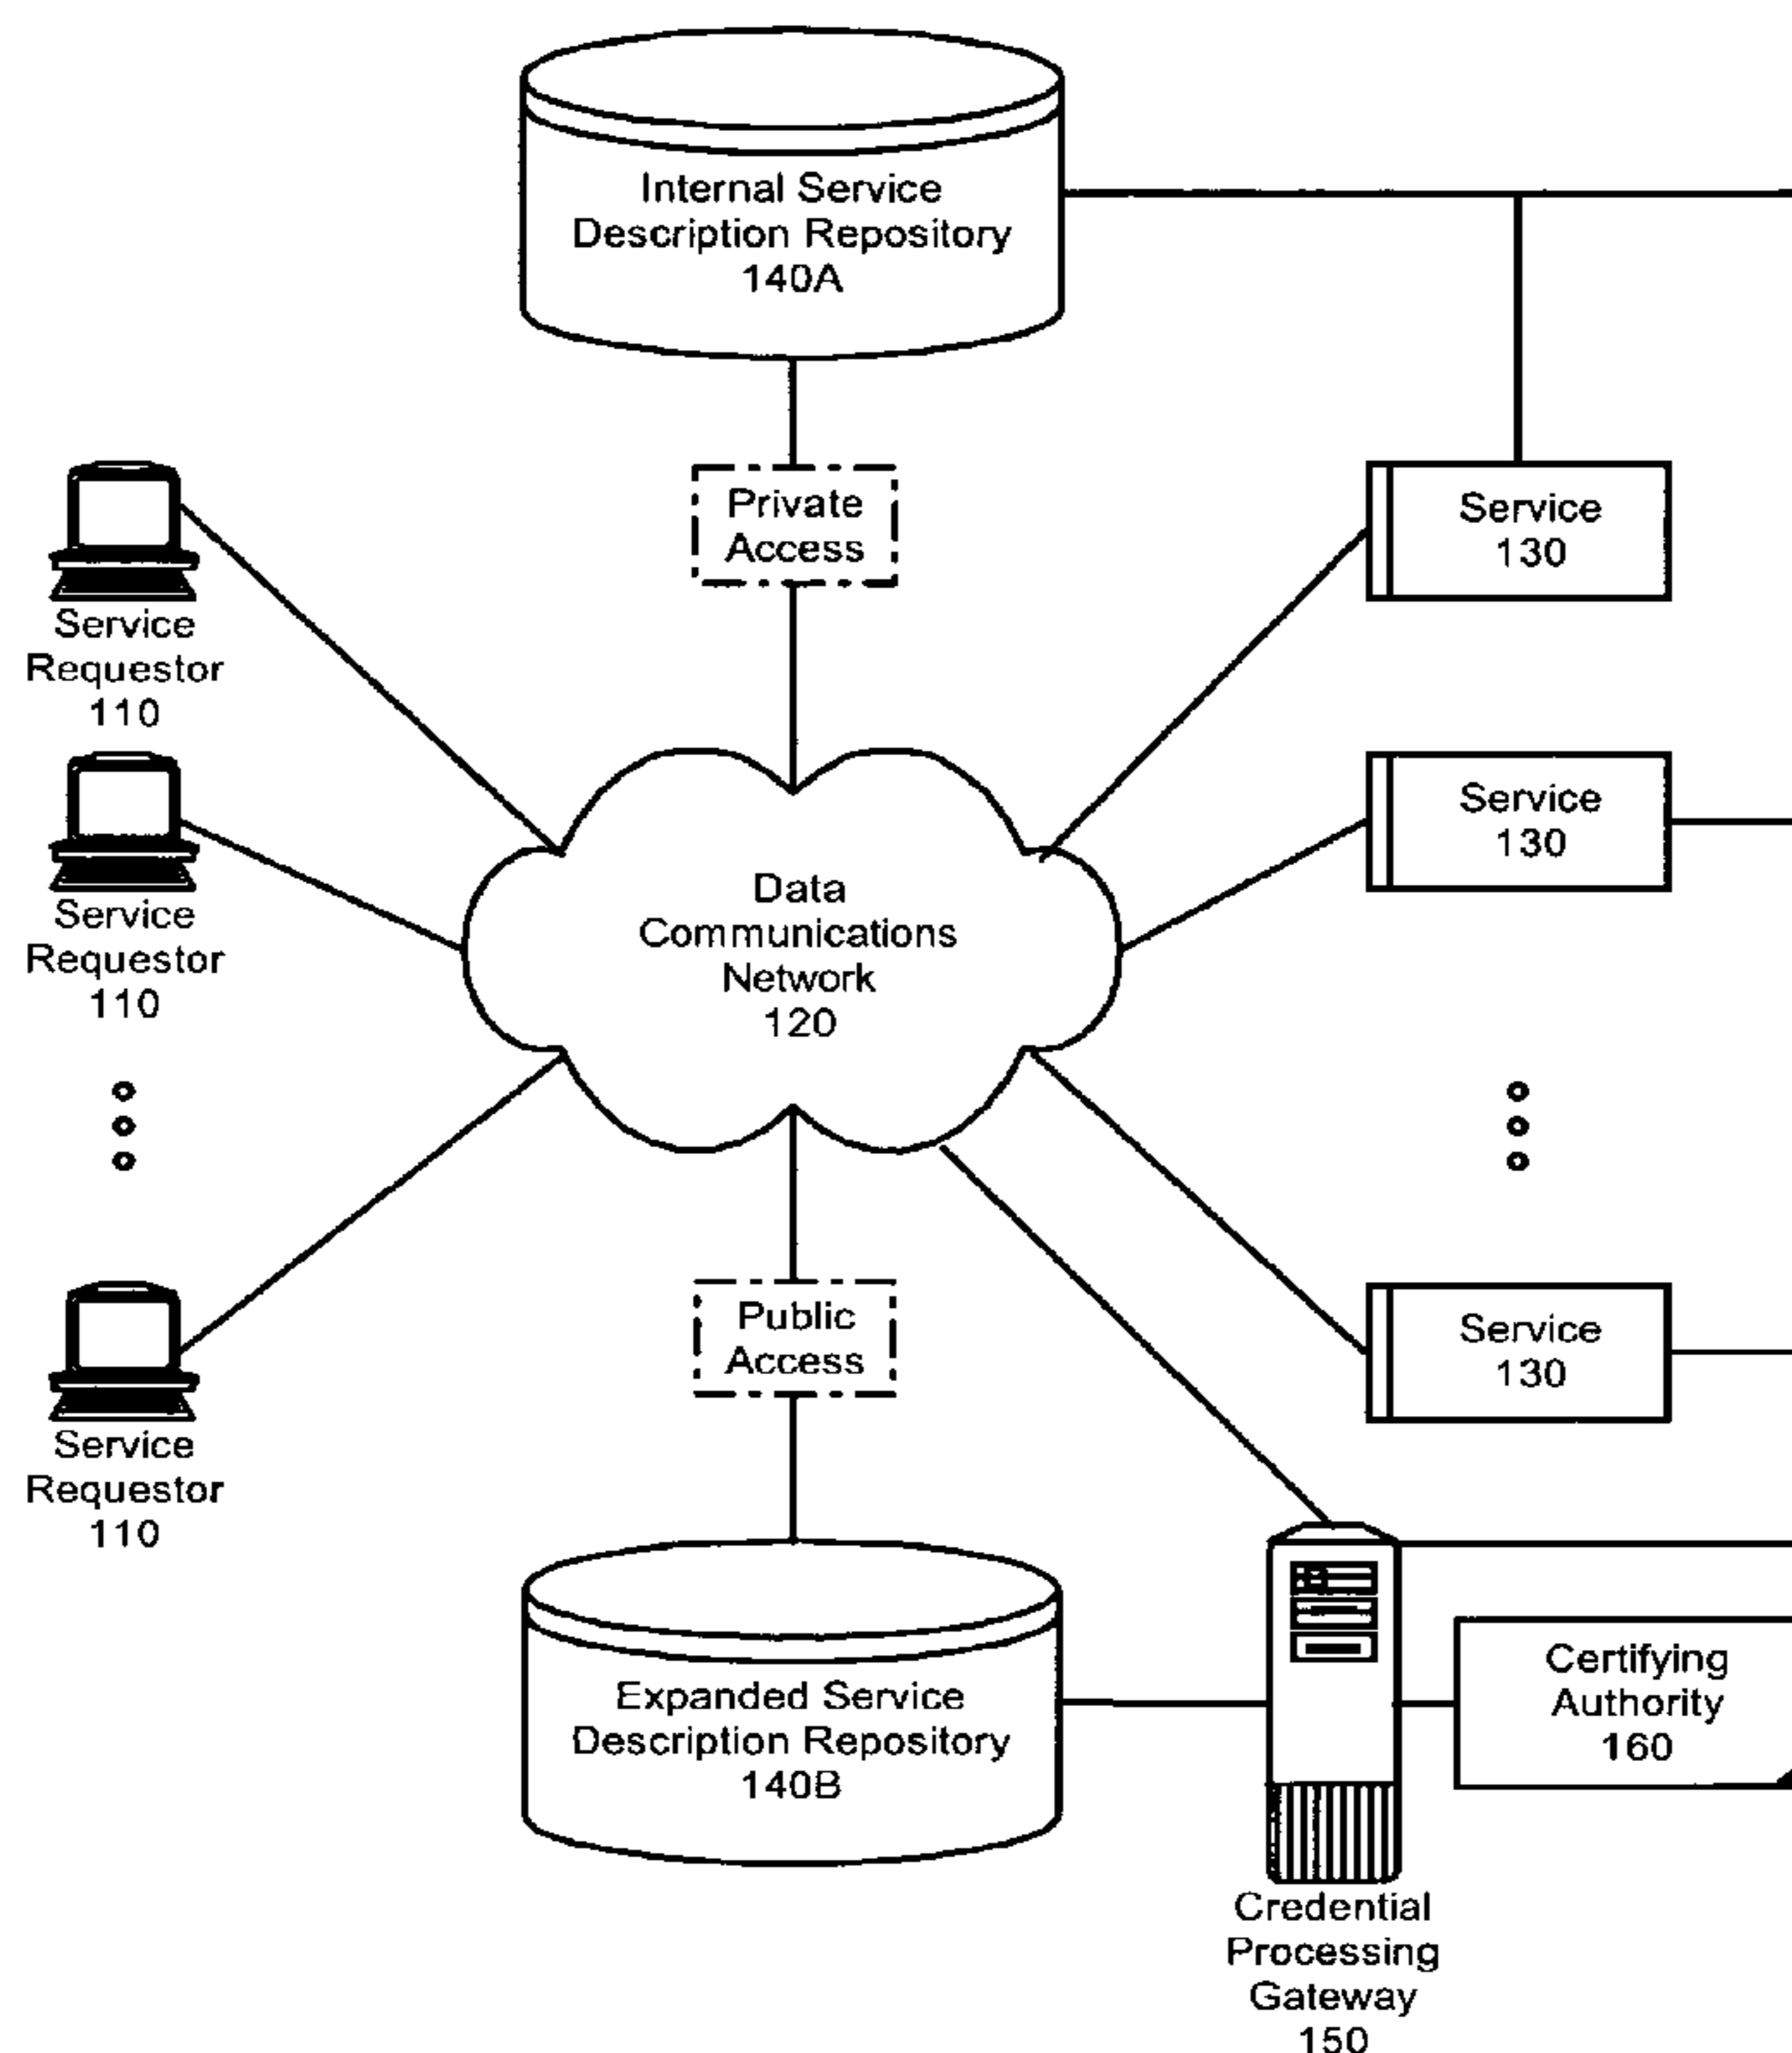 Internal Service
Description Repository
140A
Private
Access
Service
Requestor
110
Service
130
Service
Requestor
110
Service
130
Data
Communications
Network
120
Public
Access
Service
Requestor
110
Service
130
Expanded Service
Description Repository
140B
Certifying
Authority
160
Credential
Processing
Gateway
150